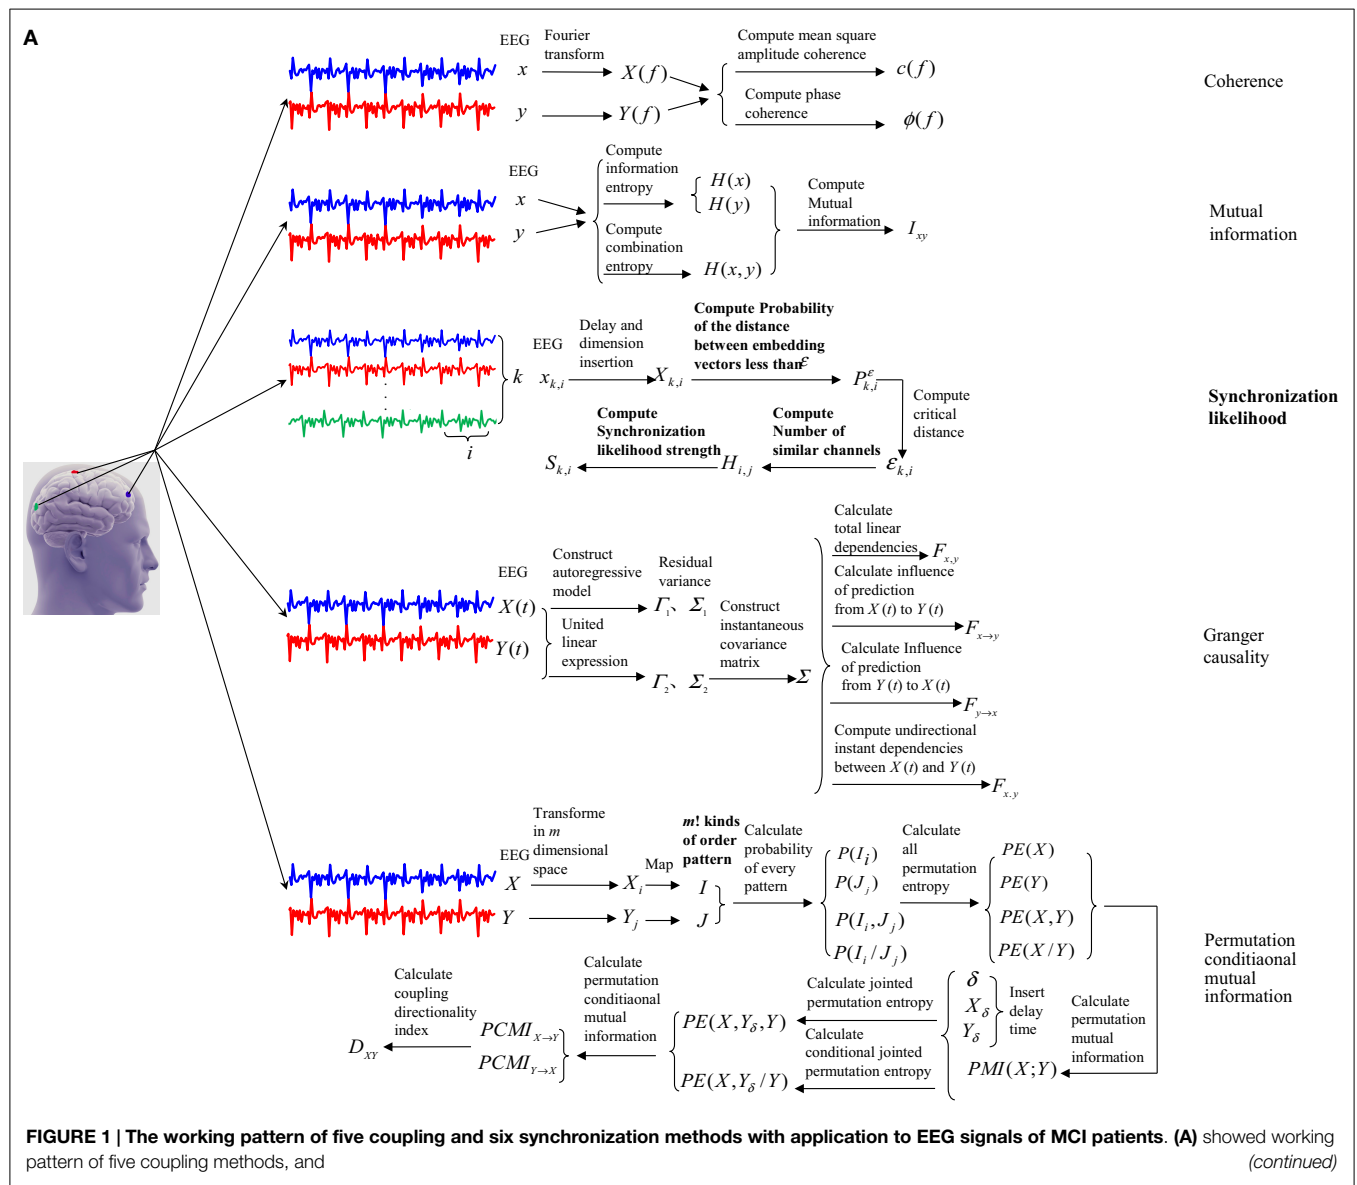 A
EEG
Fourier
transform
x
X(f)
y
Y(f)
Compute mean square
amplitude coherence
c(f)
Compute phase
coherence
ϕ(f)
Coherence
EEG
x
y
Compute
information
entropy
H(x)
H(y)
Compute
combination
entropy
H(x, y)
Compute
Mutual
information
I_xy
Mutual
information
k
EEG
x_k,i
Delay and
dimension
insertion
X_k,i
Compute Probability
of the distance
between embedding
vectors less than ε
P^ε_k,i
Compute
critical
distance
ε_k,i
Compute
Number of
similar channels
H_i,j
Compute
Synchronization
likelihood strength
S_k,i
i
Synchronization
likelihood
EEG
X(t)
Y(t)
Construct
autoregressive
model
United
linear
expression
Residual
variance
Γ₁、 Σ₁
Γ₂、 Σ₂
Construct
instantaneous
covariance
matrix
Σ
Calculate
total linear
dependencies
F_x,y
Calculate influence
of prediction
from X(t) to Y(t)
F_x→y
Calculate Influence
of prediction
from Y(t) to X(t)
F_y→x
Compute undirectional
instant dependencies
between X(t) and Y(t)
F_x.y
Granger
causality
EEG
X
Y
Transforme
in m
dimensional
space
X_i
Y_j
Map
m! kinds
of order
pattern
I
J
Calculate
probability
of every
pattern
P(I_i)
P(J_j)
P(I_i, J_j)
P(I_i / J_j)
Calculate
all
permutation
entropy
PE(X)
PE(Y)
PE(X,Y)
PE(X/Y)
Permutation
conditiaonal
mutual
information
Calculate
permutation
mutual
information
δ
X_δ
Y_δ
Insert
delay
time
PMI(X;Y)
Calculate jointed
permutation entropy
Calculate
conditional jointed
permutation entropy
PE(X,Y_δ,Y)
PE(X,Y_δ/Y)
Calculate
permutation
conditiaonal
mutual
information
PCMI_X→Y
PCMI_Y→X
Calculate
coupling
directionality
index
D_XY
FIGURE 1 | The working pattern of five coupling and six synchronization methods with application to EEG signals of MCI patients. (A) showed working
pattern of five coupling methods, and
(continued)